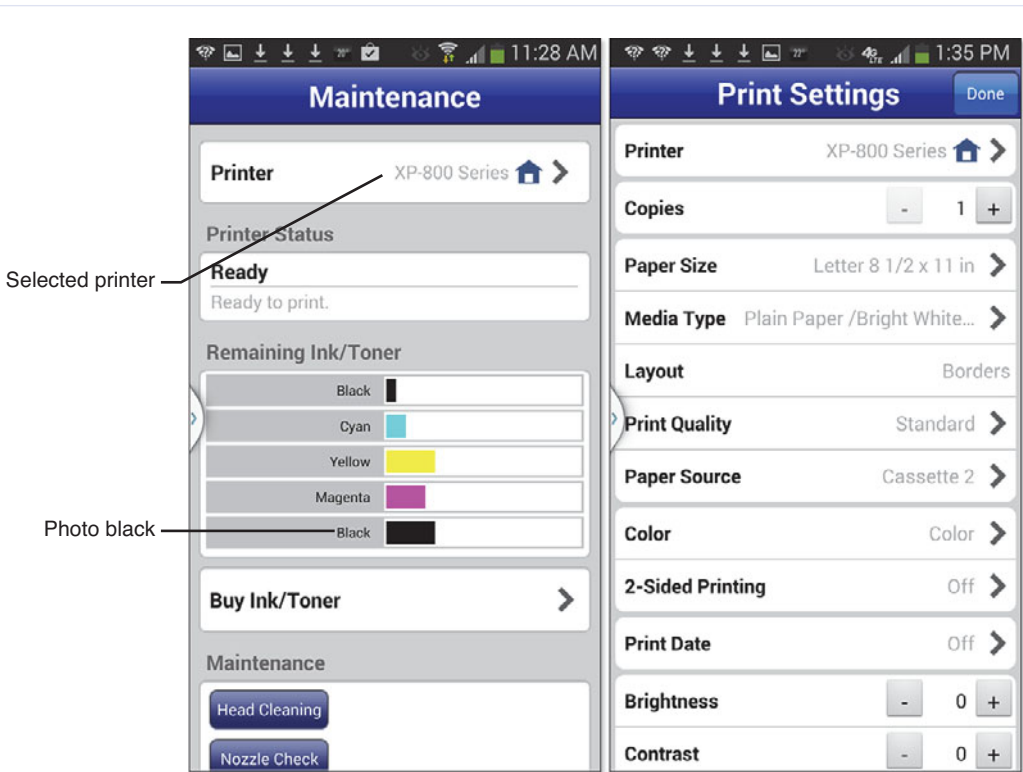 11:28 AM
Maintenance
Printer XP-800 Series
Printer Status
Selected printer
Ready
Ready to print.
Remaining Ink/Toner
Black
Cyan
Yellow
Magenta
Photo black
Black
Buy Ink/Toner
Maintenance
Head Cleaning
Nozzle Check
4G LTE 1:35 PM
Print Settings
Done
Printer XP-800 Series
Copies - 1 +
Paper Size Letter 8 1/2 x 11 in
Media Type Plain Paper /Bright White...
Layout Borders
Print Quality Standard
Paper Source Cassette 2
Color Color
2-Sided Printing Off
Print Date Off
Brightness - 0 +
Contrast - 0 +